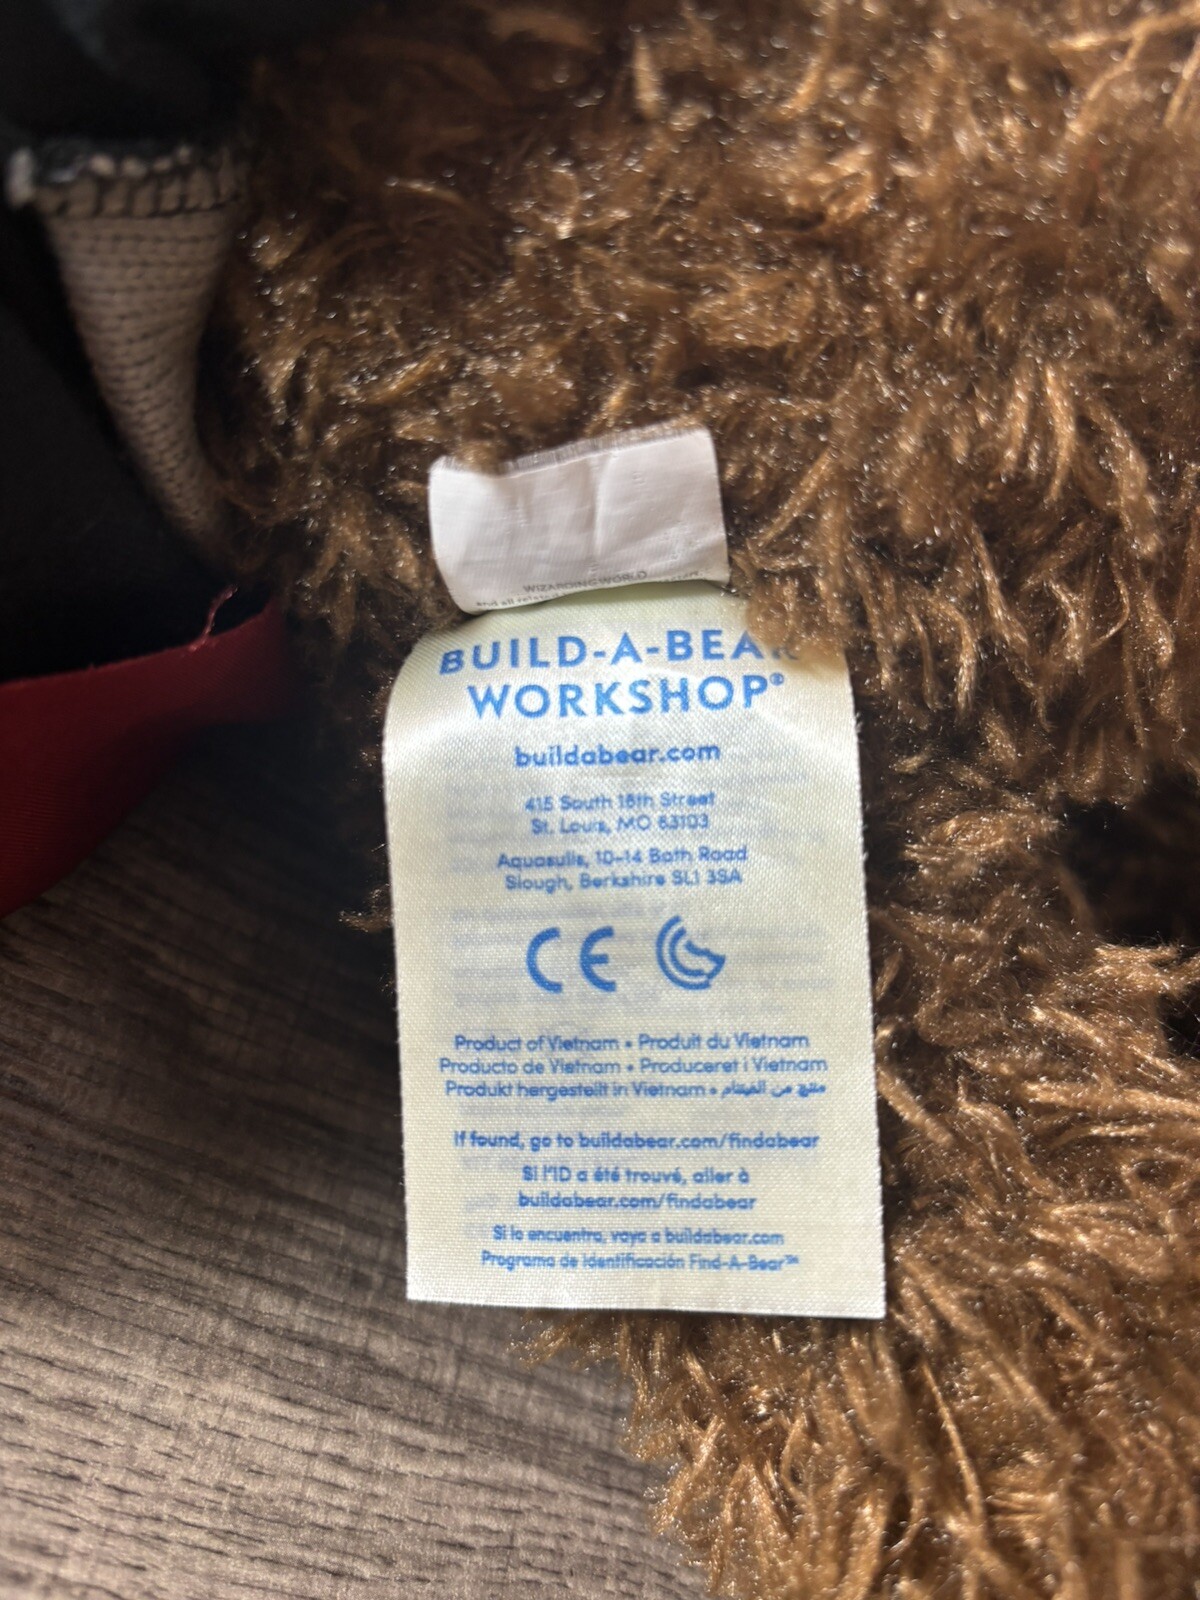 WIZARDING WORLD
and all related
BUILD-A-BEAR
WORKSHOP®
buildabear.com
415 South 18th Street
St. Louis, MO 63103
Aquasulis, 10-14 Bath Road
Slough, Berkshire SL1 3SA
CE
Product of Vietnam • Produit du Vietnam
Producto de Vietnam • Produceret i Vietnam
Produkt hergestellt in Vietnam • منتج من الفيتنام
If found, go to buildabear.com/findabear
Si l'ID a été trouvé, aller à
buildabear.com/findabear
Si lo encuentra, vaya a buildabear.com
Programa de Identificación Find-A-Bear™